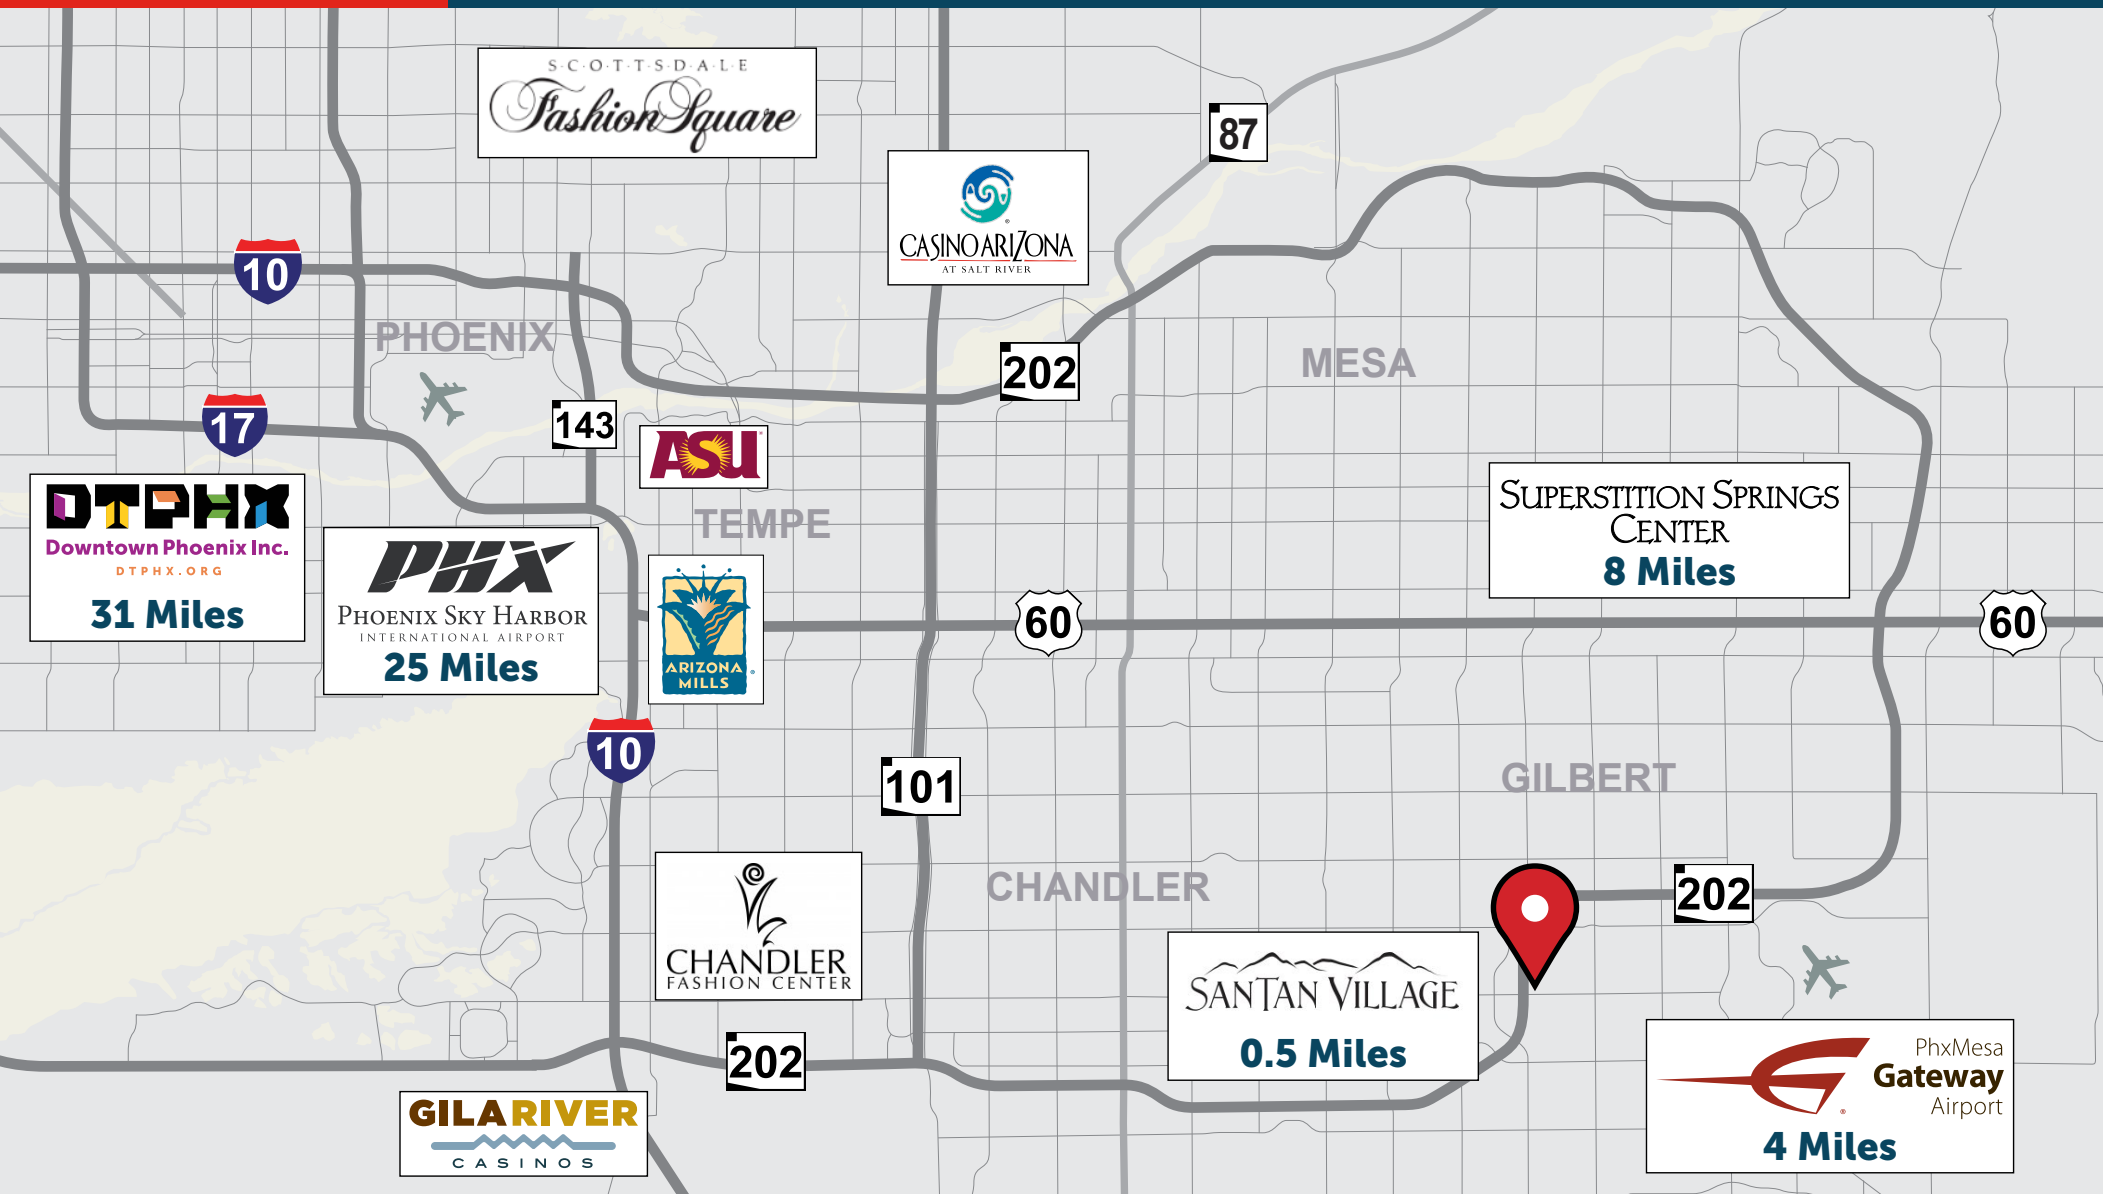 S·C·O·T·T·S·D·A·L·E
Fashion Square
87
CASINO ARIZONA
AT SALT RIVER
10
PHOENIX
202
MESA
17
143
ASU
TEMPE
DTPHX
Downtown Phoenix Inc.
DTPHX.ORG
31 Miles
PHX
PHOENIX SKY HARBOR
INTERNATIONAL AIRPORT
25 Miles
ARIZONA
MILLS
60
SUPERSTITION SPRINGS
CENTER
8 Miles
60
10
101
GILBERT
CHANDLER
CHANDLER
FASHION CENTER
202
SANTAN VILLAGE
0.5 Miles
202
PhxMesa
Gateway
Airport
4 Miles
GILA RIVER
CASINOS